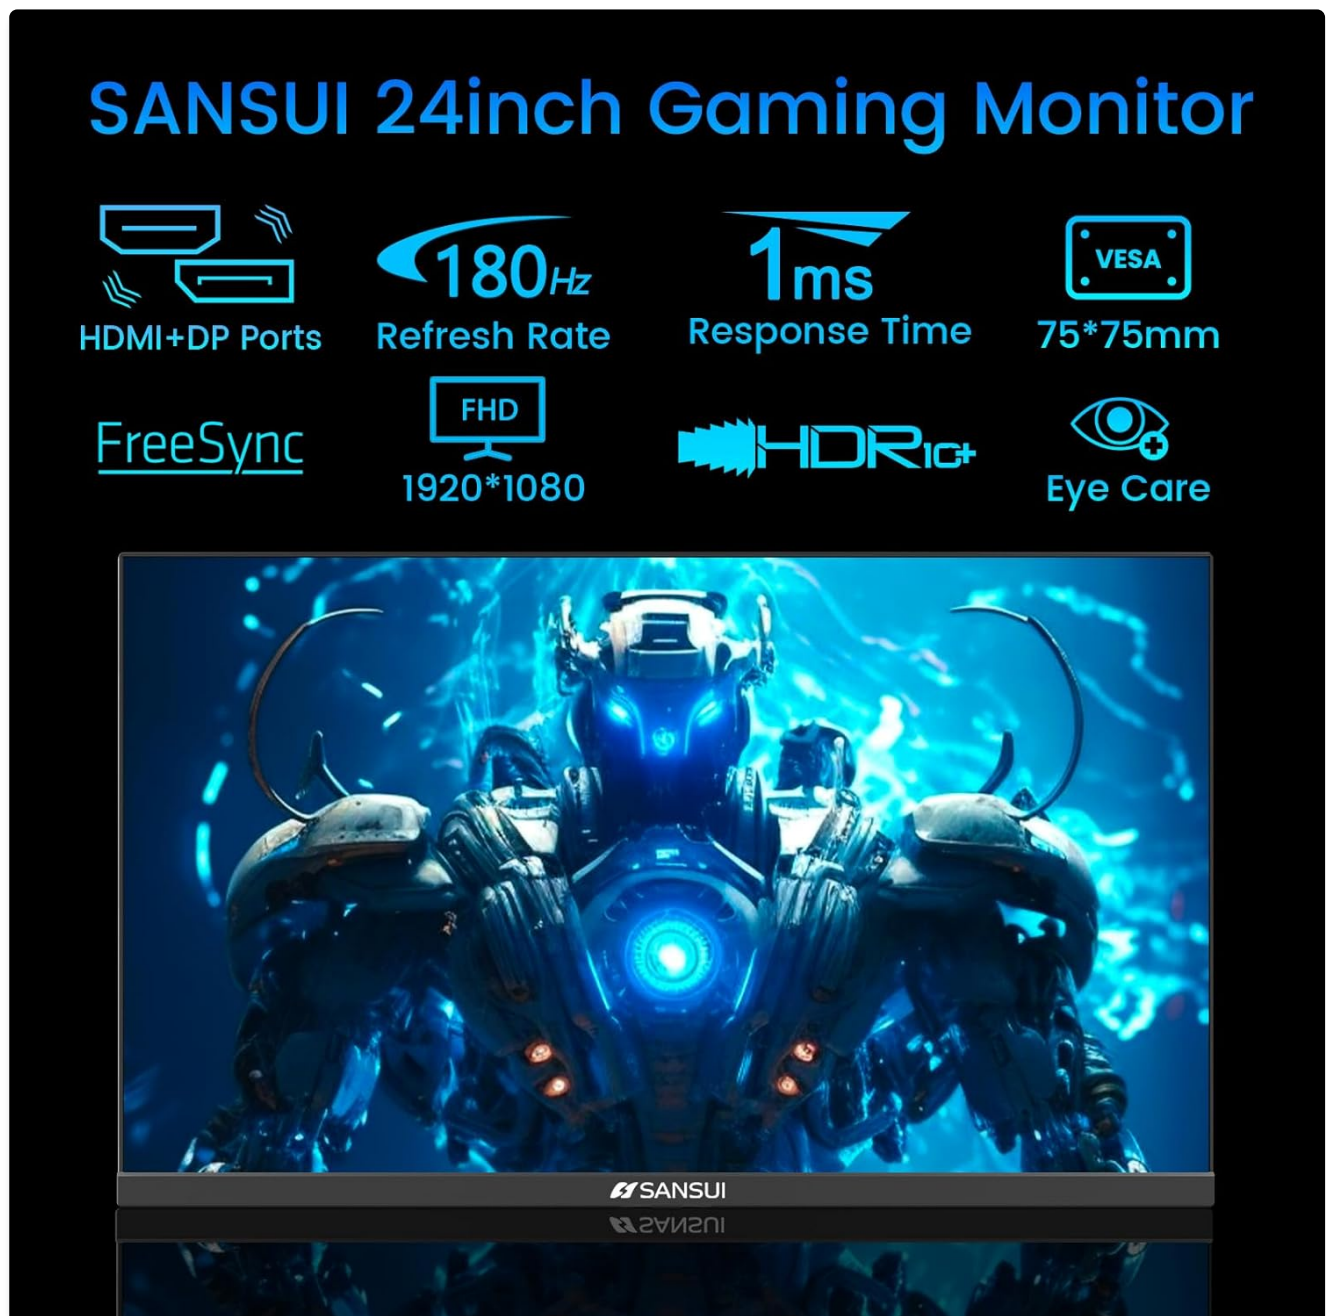 SANSUI 24inch Gaming Monitor
HDMI+DP Ports
180Hz
Refresh Rate
1ms
Response Time
VESA
75*75mm
FreeSync
FHD
1920*1080
HDR10+
Eye Care
SANSUI
SANSUI